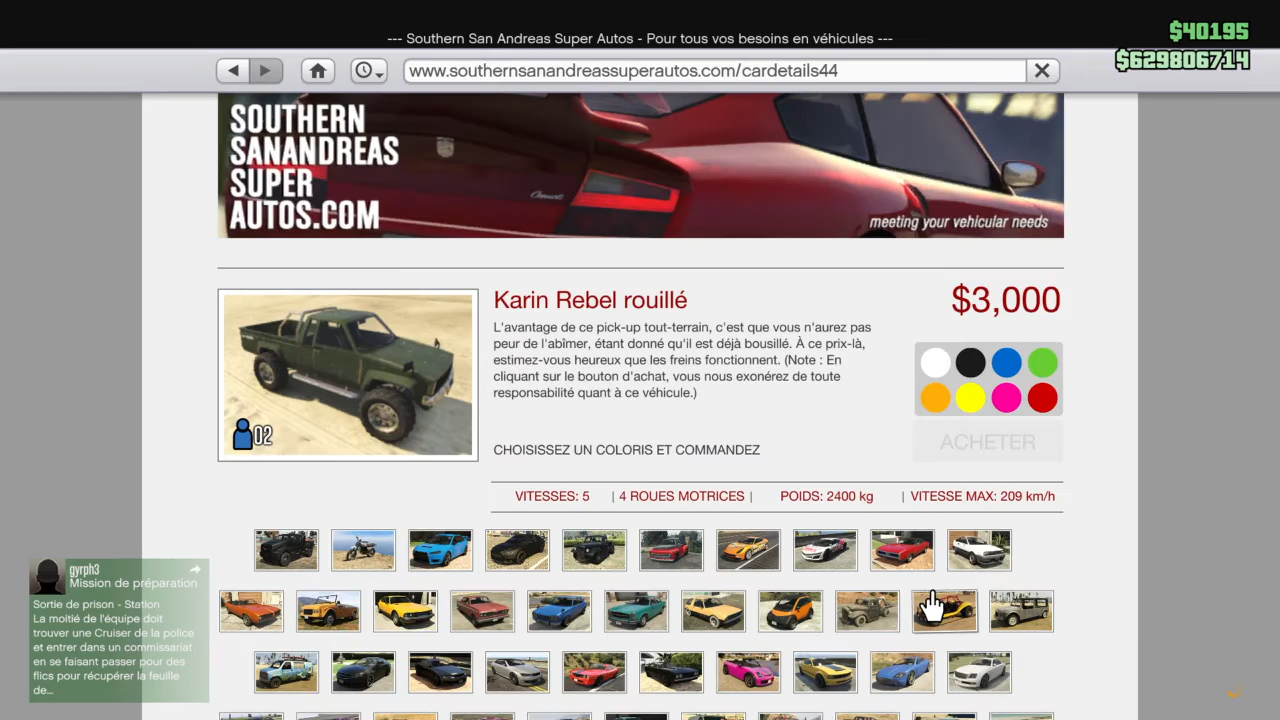 --- Southern San Andreas Super Autos - Pour tous vos besoins en véhicules ---
$40195
$629806714
www.southernsanandreassuperautos.com/cardetails44
SOUTHERN
SANANDREAS
SUPER
AUTOS.COM
meeting your vehicular needs
Karin Rebel rouillé
$3,000
L'avantage de ce pick-up tout-terrain, c'est que vous n'aurez pas
peur de l'abîmer, étant donné qu'il est déjà bousillé. À ce prix-là,
estimez-vous heureux que les freins fonctionnent. (Note : En
cliquant sur le bouton d'achat, vous nous exonérez de toute
responsabilité quant à ce véhicule.)
02
CHOISISSEZ UN COLORIS ET COMMANDEZ
ACHETER
VITESSES: 5 | 4 ROUES MOTRICES | POIDS: 2400 kg | VITESSE MAX: 209 km/h
gyrph3
Mission de préparation
Sortie de prison - Station
La moitié de l'équipe doit
trouver une Cruiser de la police
et entrer dans un commissariat
en se faisant passer pour des
flics pour récupérer la feuille
de...